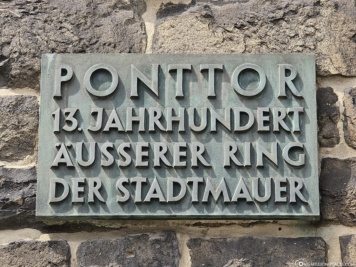 PONTTOR
13. JAHRHUNDERT
ÄUSSERER RING
DER STADTMAUER